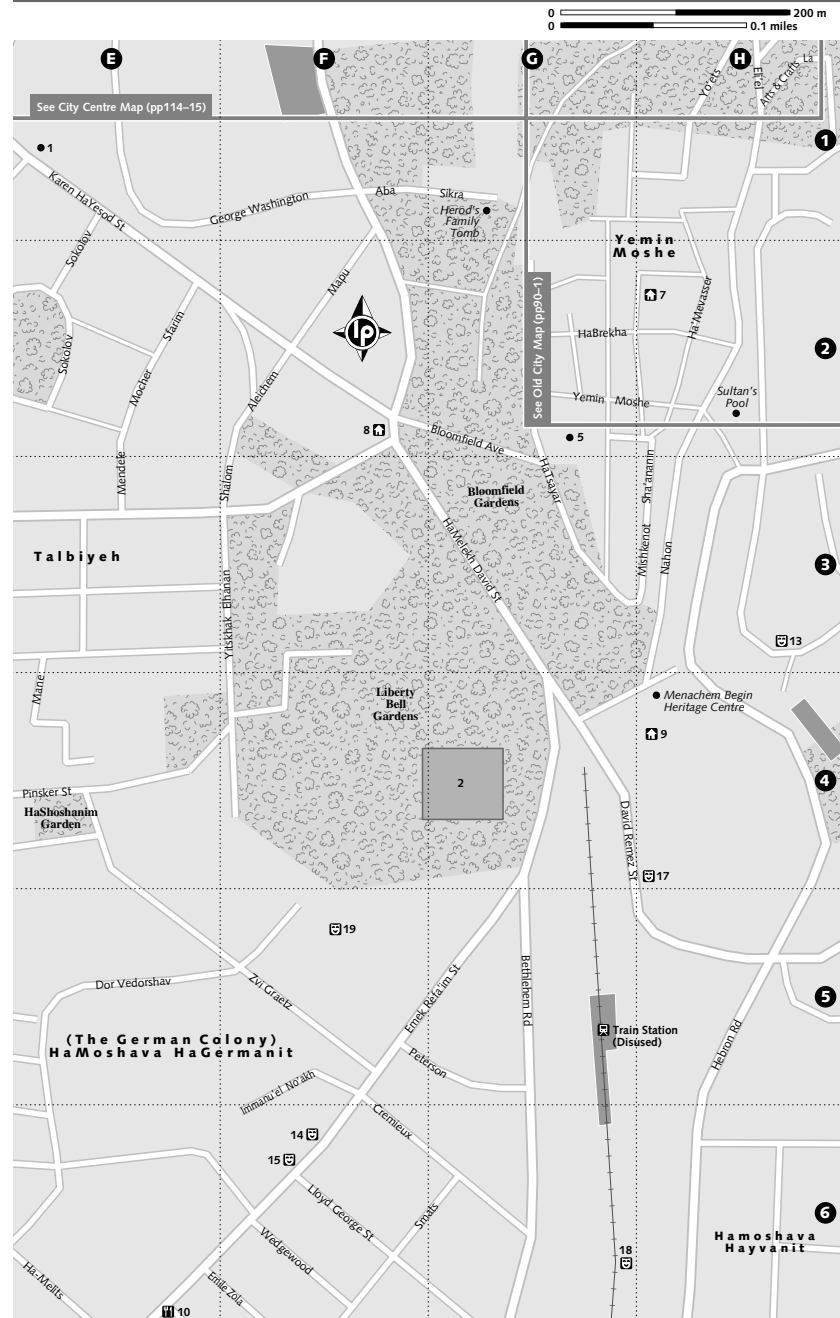 0 200 m
0 0.1 miles
E
F
G
H
Yo'ets
Eli'el
Arts & Crafts La
See City Centre Map (pp114–15)
1
1
Karen HaYesod St
George Washington
Aba Sikra
Herod's
Family
Tomb
Sokolov
Yemin
Moshe
Mapu
lp
See Old City Map (pp90–1)
7
Ha'Mevasser
Sfarim
HaBrekha
2
Sokolov
Mocher
Aleichem
Yemin Moshe
Sultan's
Pool
8
Bloomfield Ave
5
Mendele
Shalom
HaTsayar
Sha'ananin
Bloomfield
Gardens
HaMelekh David St
Mishkenot
Nahon
Talbiyeh
3
Yitskhak Elhanan
13
Mane
Liberty
Bell
Gardens
Menachem Begin
Heritage Centre
9
2
4
Pinsker St
HaShoshanim
Garden
David Remez St
17
19
Dor Vedorshav
Zvi Graetz
Emek Refa'im St
Bethlehem Rd
5
Train Station
(Disused)
Hebron Rd
(The German Colony)
HaMoshava HaGermanit
Peterson
Immanu'el No'akh
Cremieux
14
15
Lloyd George St
Smats
6
Wedgewood
Hamoshava
Hayvanit
18
Ha-Melits
Emile Zola
10